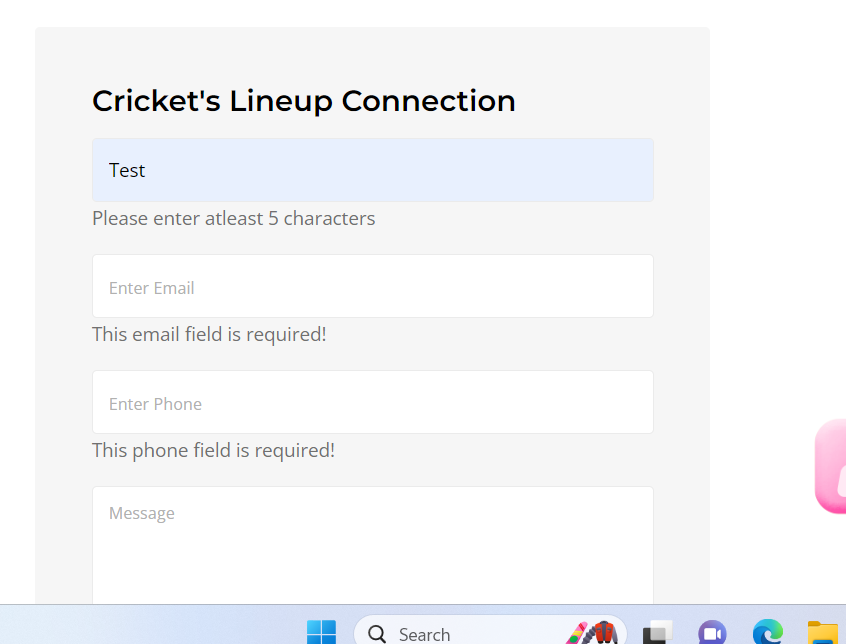 Cricket's Lineup Connection
Test
Please enter atleast 5 characters
Enter Email
This email field is required!
Enter Phone
This phone field is required!
Message
Search